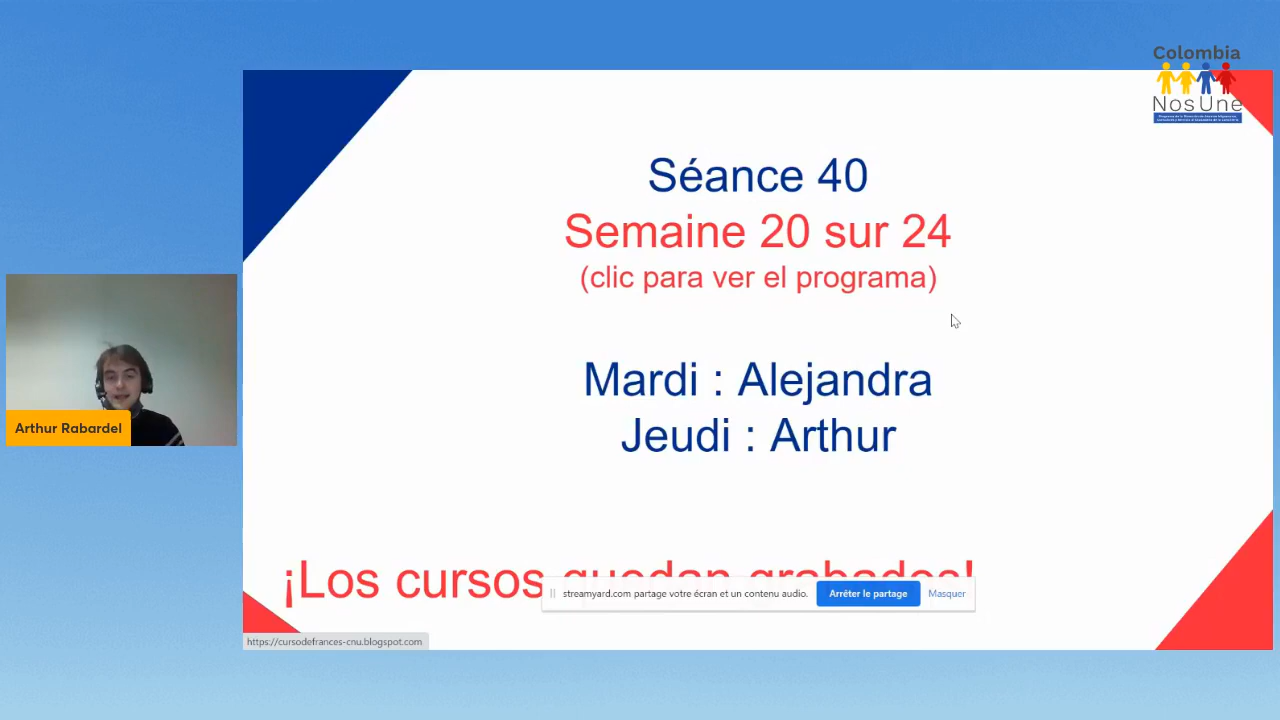 Colombia
NosUne
Séance 40
Semaine 20 sur 24
(clic para ver el programa)
Mardi : Alejandra
Jeudi : Arthur
Arthur Rabardel
¡Los cursos quedan grabados!
streamyard.com partage votre écran et un contenu audio.
Arrêter le partage
Masquer
https://cursodefrances-cnu.blogspot.com